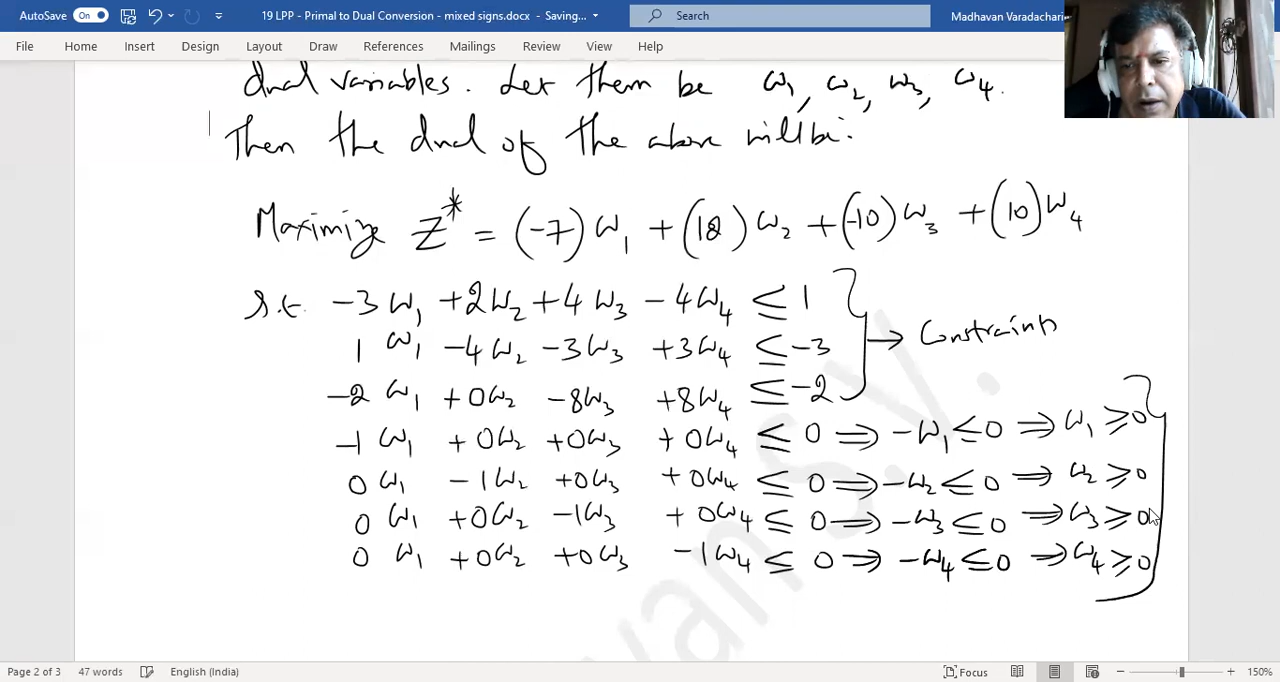 AutoSave On 19 LPP - Primal to Dual Conversion - mixed signs.docx - Saving... Search Madhavan Varadachari
File Home Insert Design Layout Draw References Mailings Review View Help
dual variables. Let them be ω1, ω2, ω3, ω4.
Then the dual of the above will be:
Maximize Z* = (-7) ω1 + (18) ω2 + (-10) ω3 + (10) ω4
s.t. -3 ω1 +2ω2 +4ω3 -4ω4 ≤ 1
1 ω1 -4ω2 -3ω3 +3ω4 ≤ -3 → Constraints
-2 ω1 +0ω2 -8ω3 +8ω4 ≤ -2
-1 ω1 +0ω2 +0ω3 +0ω4 ≤ 0 ⇒ -ω1 ≤ 0 ⇒ ω1 ≥ 0
0 ω1 -1ω2 +0ω3 +0ω4 ≤ 0 ⇒ -ω2 ≤ 0 ⇒ ω2 ≥ 0
0 ω1 +0ω2 -1ω3 +0ω4 ≤ 0 ⇒ -ω3 ≤ 0 ⇒ ω3 ≥ 0
0 ω1 +0ω2 +0ω3 -1ω4 ≤ 0 ⇒ -ω4 ≤ 0 ⇒ ω4 ≥ 0
Page 2 of 3 47 words English (India) Focus 150%